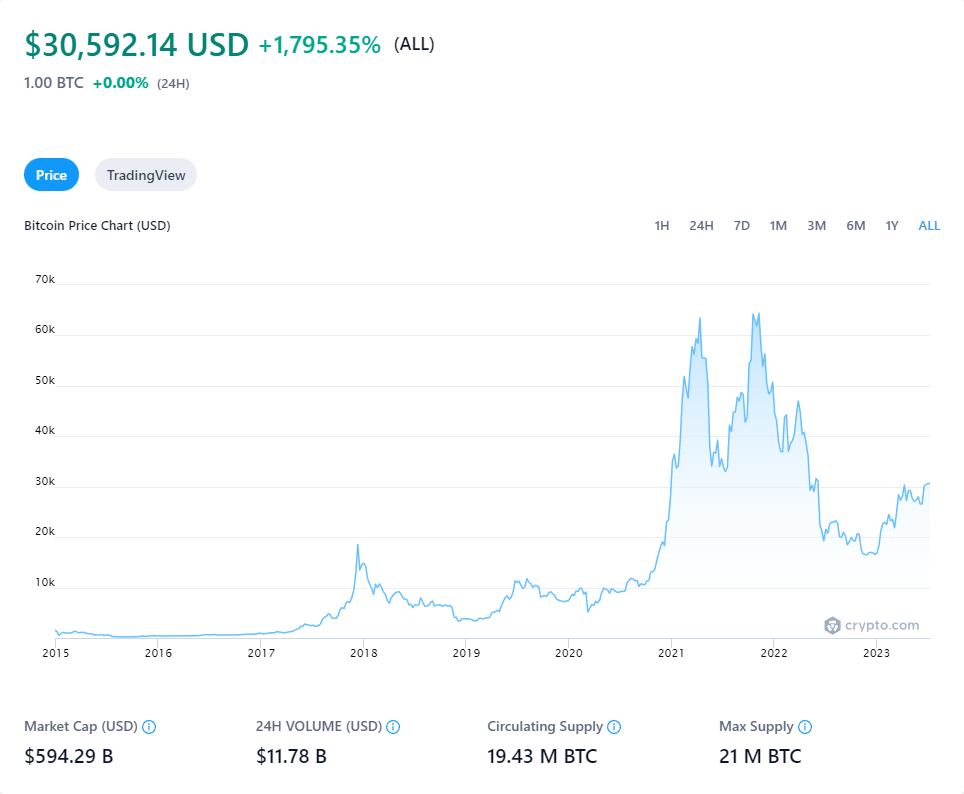 $30,592.14 USD +1,795.35% (ALL)
1.00 BTC +0.00% (24H)
Price TradingView
Bitcoin Price Chart (USD) 1H 24H 7D 1M 3M 6M 1Y ALL
70k
60k
50k
40k
30k
20k
10k
crypto.com
2015 2016 2017 2018 2019 2020 2021 2022 2023
Market Cap (USD) 24H VOLUME (USD) Circulating Supply Max Supply
$594.29 B $11.78 B 19.43 M BTC 21 M BTC